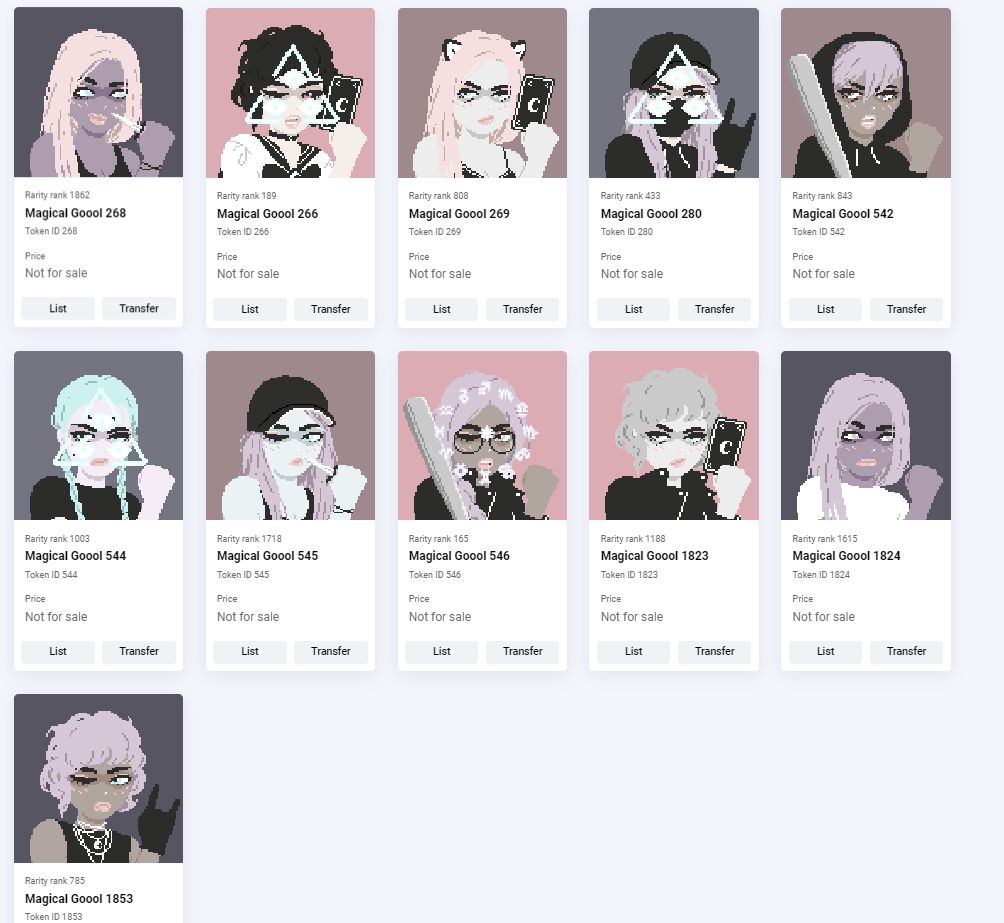 Rarity rank 1862
Magical Goool 268
Token ID 268
Price
Not for sale
List
Transfer
Rarity rank 189
Magical Goool 266
Token ID 266
Price
Not for sale
List
Transfer
Rarity rank 808
Magical Goool 269
Token ID 269
Price
Not for sale
List
Transfer
Rarity rank 433
Magical Goool 280
Token ID 280
Price
Not for sale
List
Transfer
Rarity rank 843
Magical Goool 542
Token ID 542
Price
Not for sale
List
Transfer
Rarity rank 1003
Magical Goool 544
Token ID 544
Price
Not for sale
List
Transfer
Rarity rank 1718
Magical Goool 545
Token ID 545
Price
Not for sale
List
Transfer
Rarity rank 165
Magical Goool 546
Token ID 546
Price
Not for sale
List
Transfer
Rarity rank 1188
Magical Goool 1823
Token ID 1823
Price
Not for sale
List
Transfer
Rarity rank 1615
Magical Goool 1824
Token ID 1824
Price
Not for sale
List
Transfer
Rarity rank 785
Magical Goool 1853
Token ID 1853